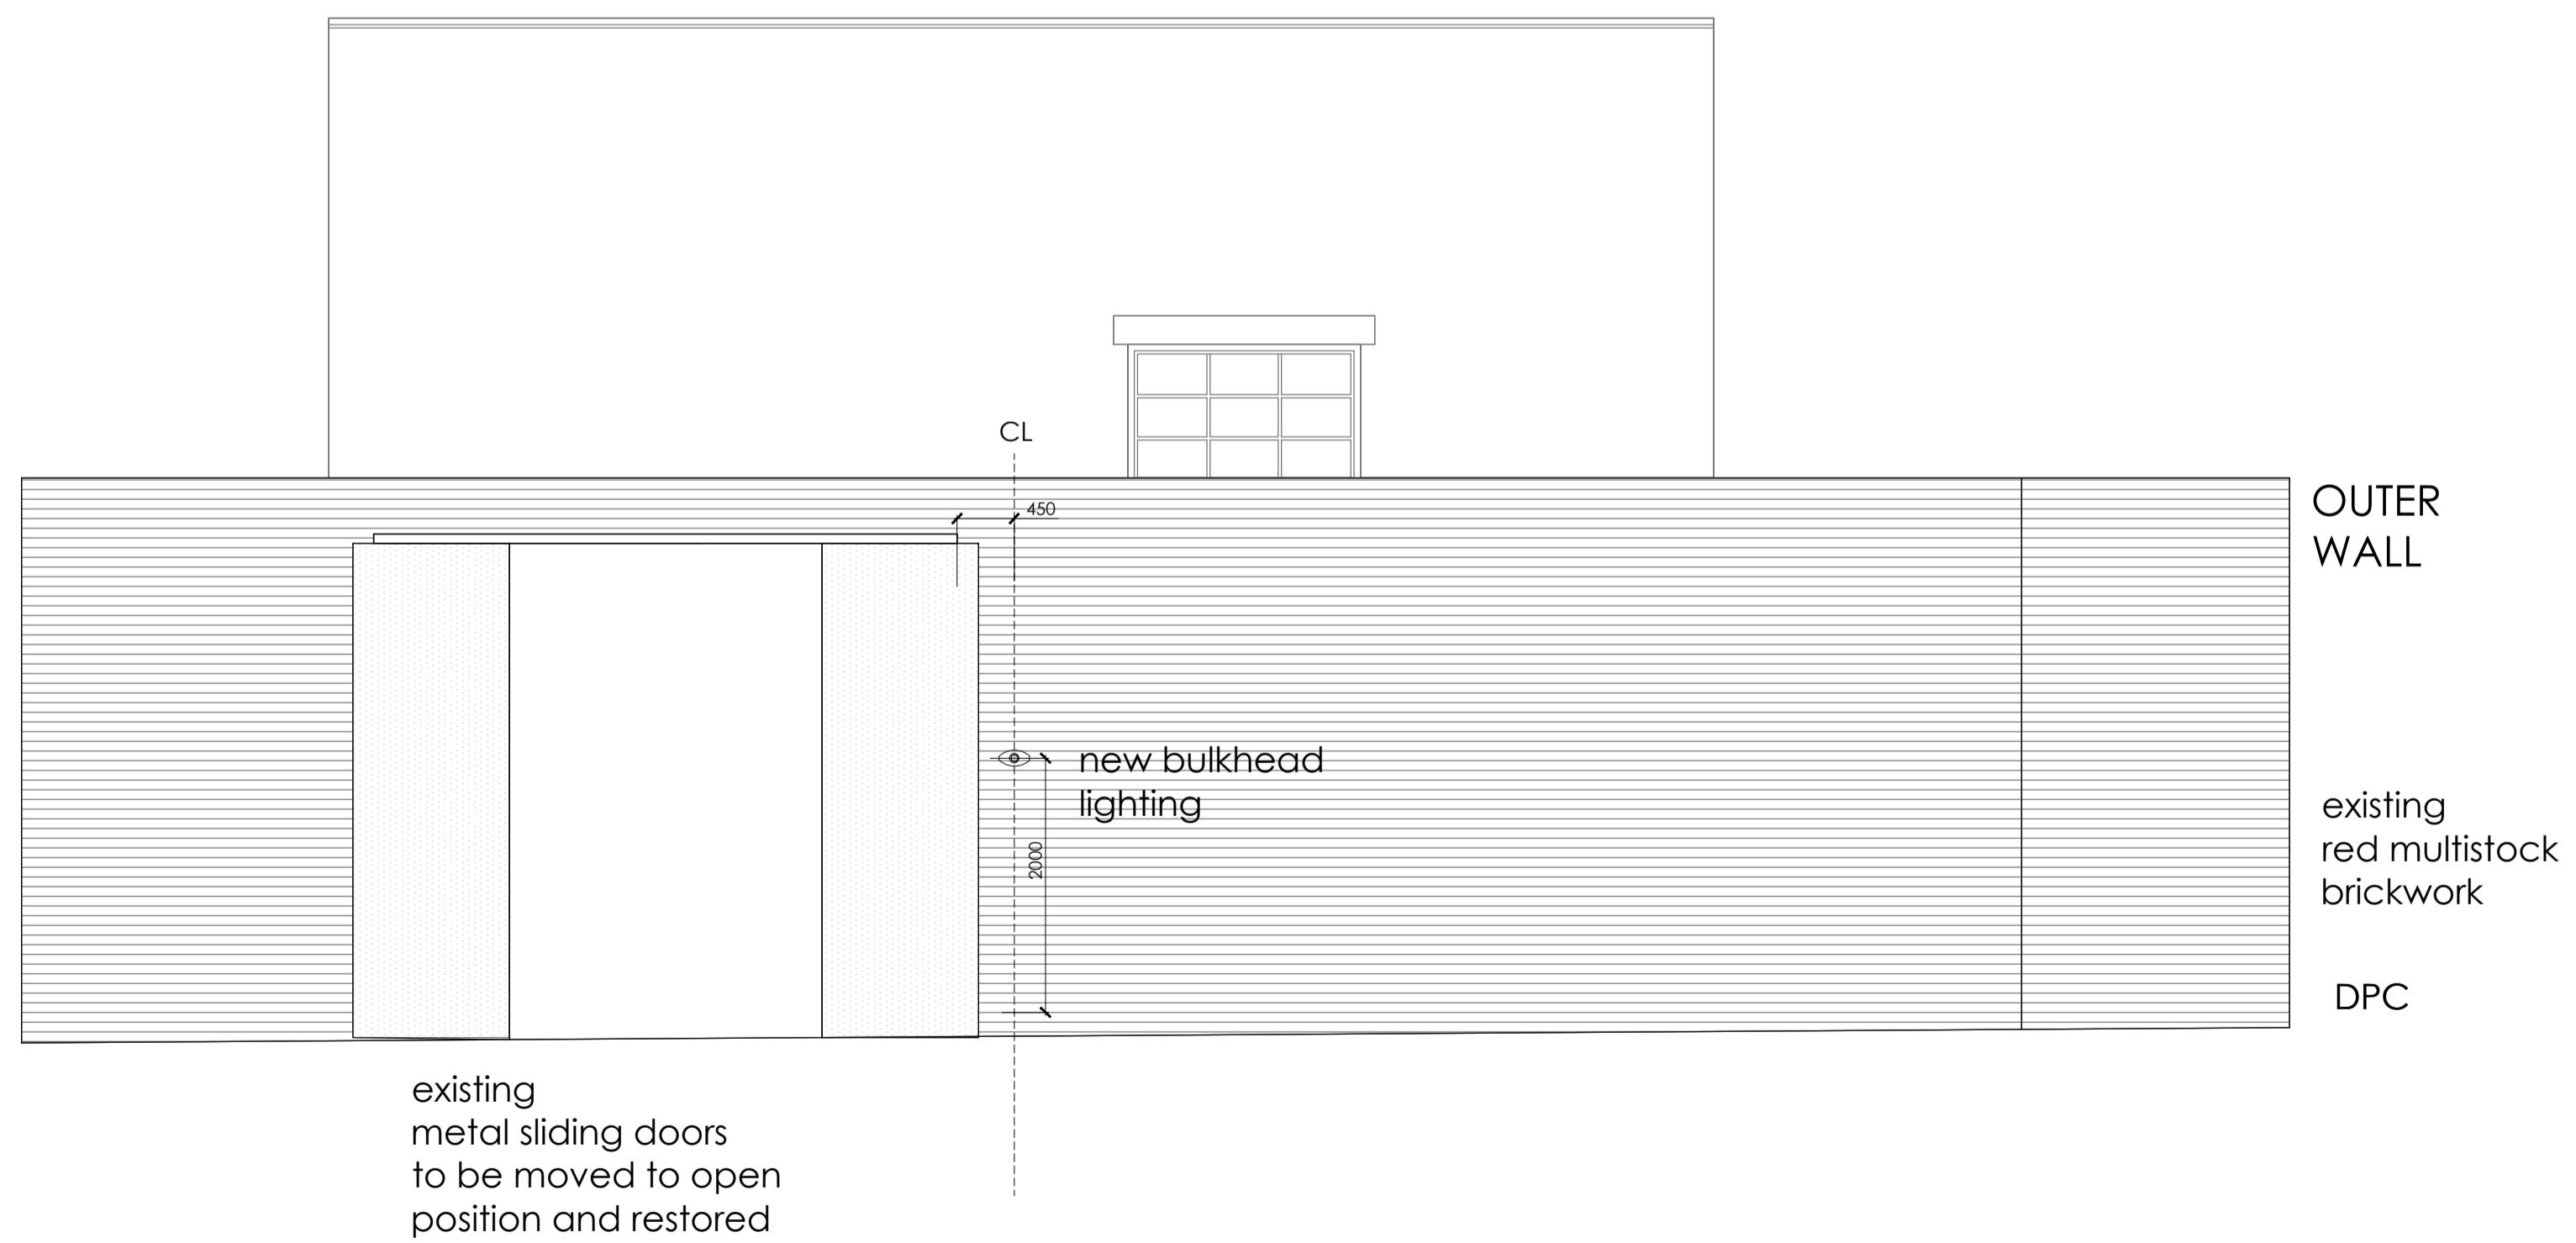 CL
450
OUTER
WALL
new bulkhead
lighting
2000
existing
red multistock
brickwork
DPC
existing
metal sliding doors
to be moved to open
position and restored